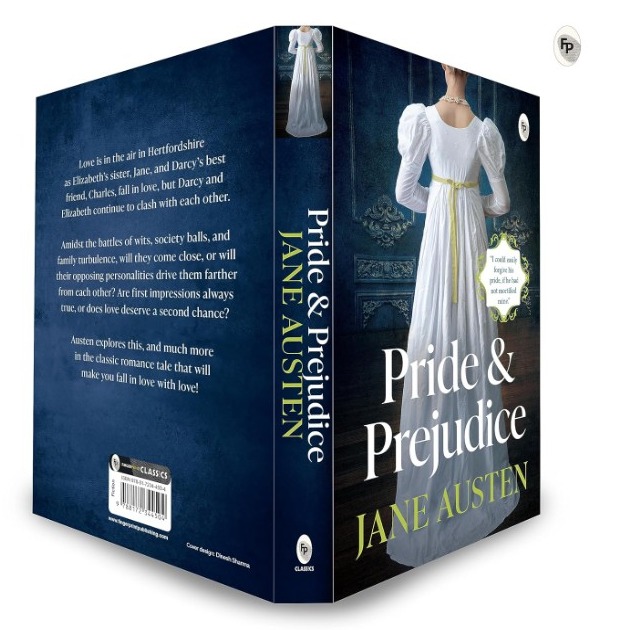 FP
Love is in the air in Hertfordshire
as Elizabeth's sister, Jane, and Darcy's best
friend, Charles, fall in love, but Darcy and
Elizabeth continue to clash with each other.
Amidst the battles of wits, society balls, and
family turbulence, will they come close, or will
their opposing personalities drive them farther
from each other? Are first impressions always
true, or does love deserve a second chance?
Austen explores this, and much more
in the classic romance tale that will
make you fall in love with love!
CLASSICS
Fiction
www.fingerprintpublishing.com
Cover design: Dinesh Sharma
Pride & Prejudice
JANE AUSTEN
FP
CLASSICS
FP
"I could easily
forgive his
pride, if he had
not mortified
mine."
Pride &
Prejudice
JANE AUSTEN